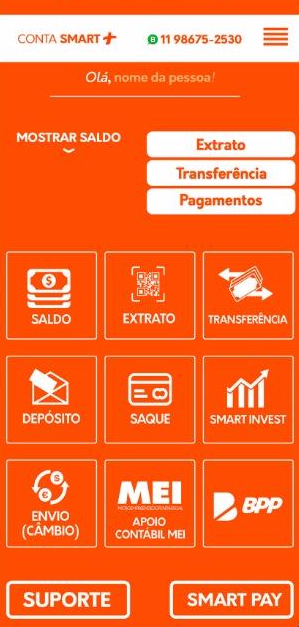 CONTA SMART+
11 98675-2530
Olá, nome da pessoa!
MOSTRAR SALDO
Extrato
Transferência
Pagamentos
SALDO
EXTRATO
TRANSFERÊNCIA
DEPÓSITO
SAQUE
SMART INVEST
ENVIO
(CÂMBIO)
MEI
MICROEMPREENDEDOR INDIVIDUAL
APOIO
CONTÁBIL MEI
BPP
SUPORTE
SMART PAY